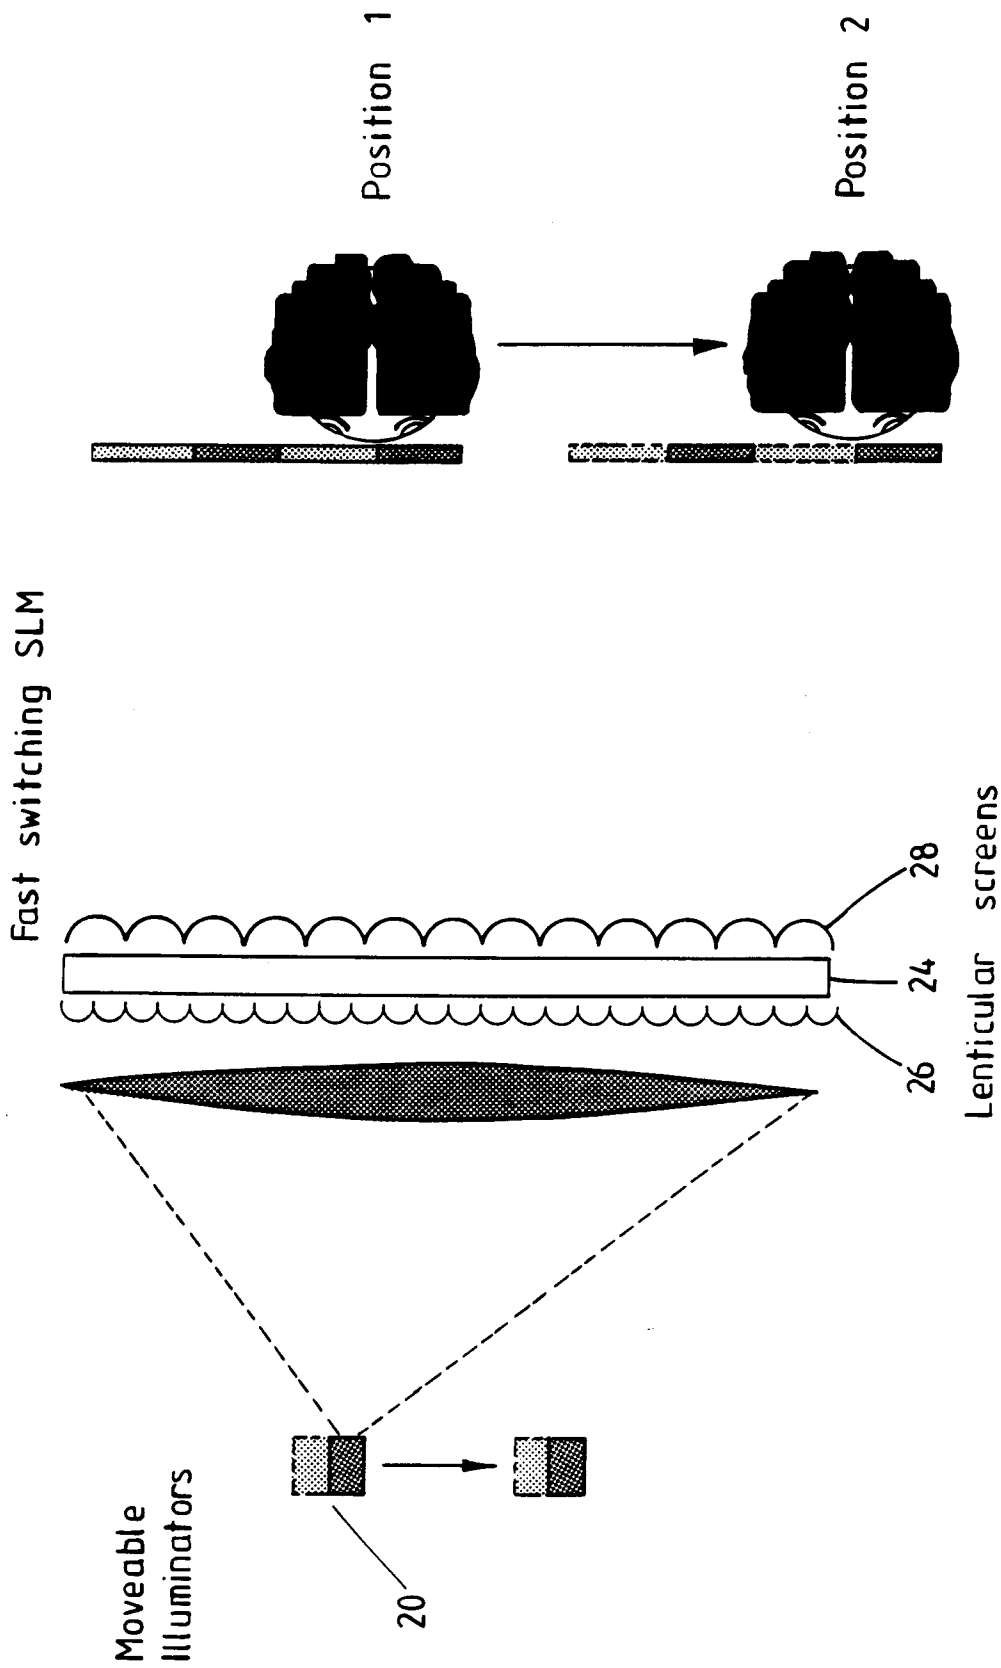 Moveable
Illuminators
20
Fast switching SLM
26
24
28
Lenticular screens
Position 1
Position 2